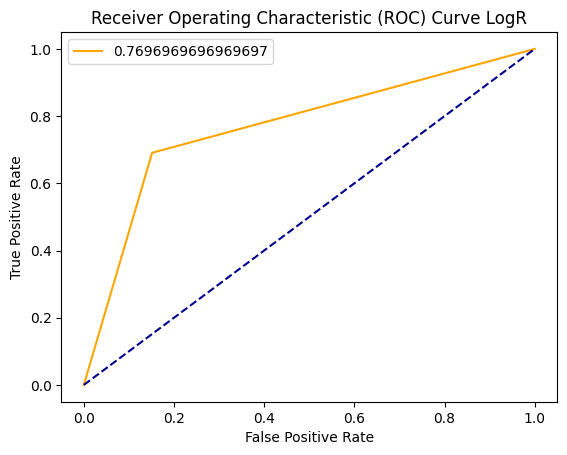 Receiver Operating Characteristic (ROC) Curve LogR
0.7696969696969697
True Positive Rate
1.0
0.8
0.6
0.4
0.2
0.0
0.0 0.2 0.4 0.6 0.8 1.0
False Positive Rate